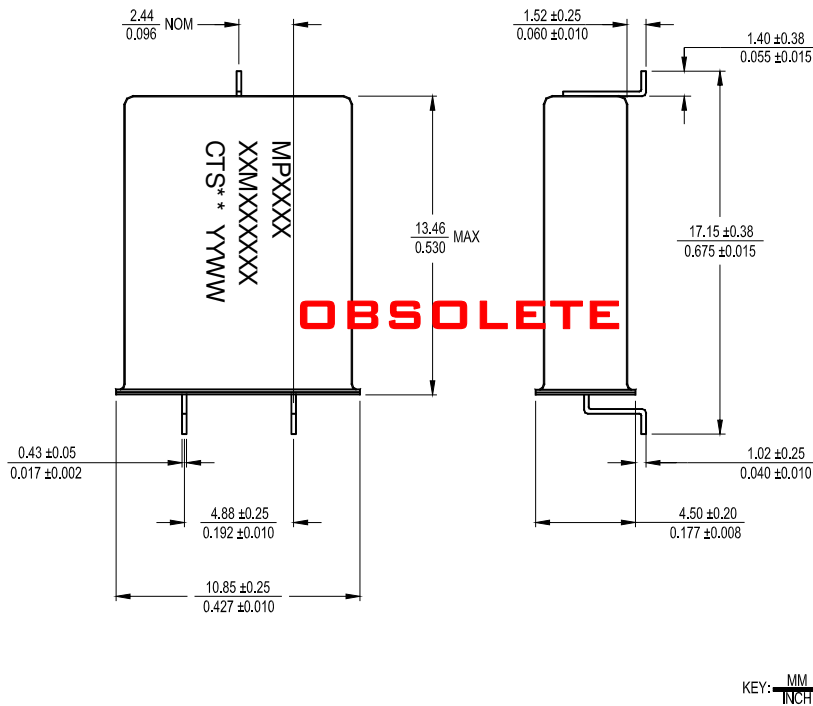 2.44
0.096
NOM
1.52 ±0.25
0.060 ±0.010
1.40 ±0.38
0.055 ±0.015
MPXXXX
XXMXXXXXX
CTS** YYWW
13.46
0.530
MAX
17.15 ±0.38
0.675 ±0.015
OBSOLETE
0.43 ±0.05
0.017 ±0.002
1.02 ±0.25
0.040 ±0.010
4.88 ±0.25
0.192 ±0.010
4.50 ±0.20
0.177 ±0.008
10.85 ±0.25
0.427 ±0.010
KEY: MM
INCH